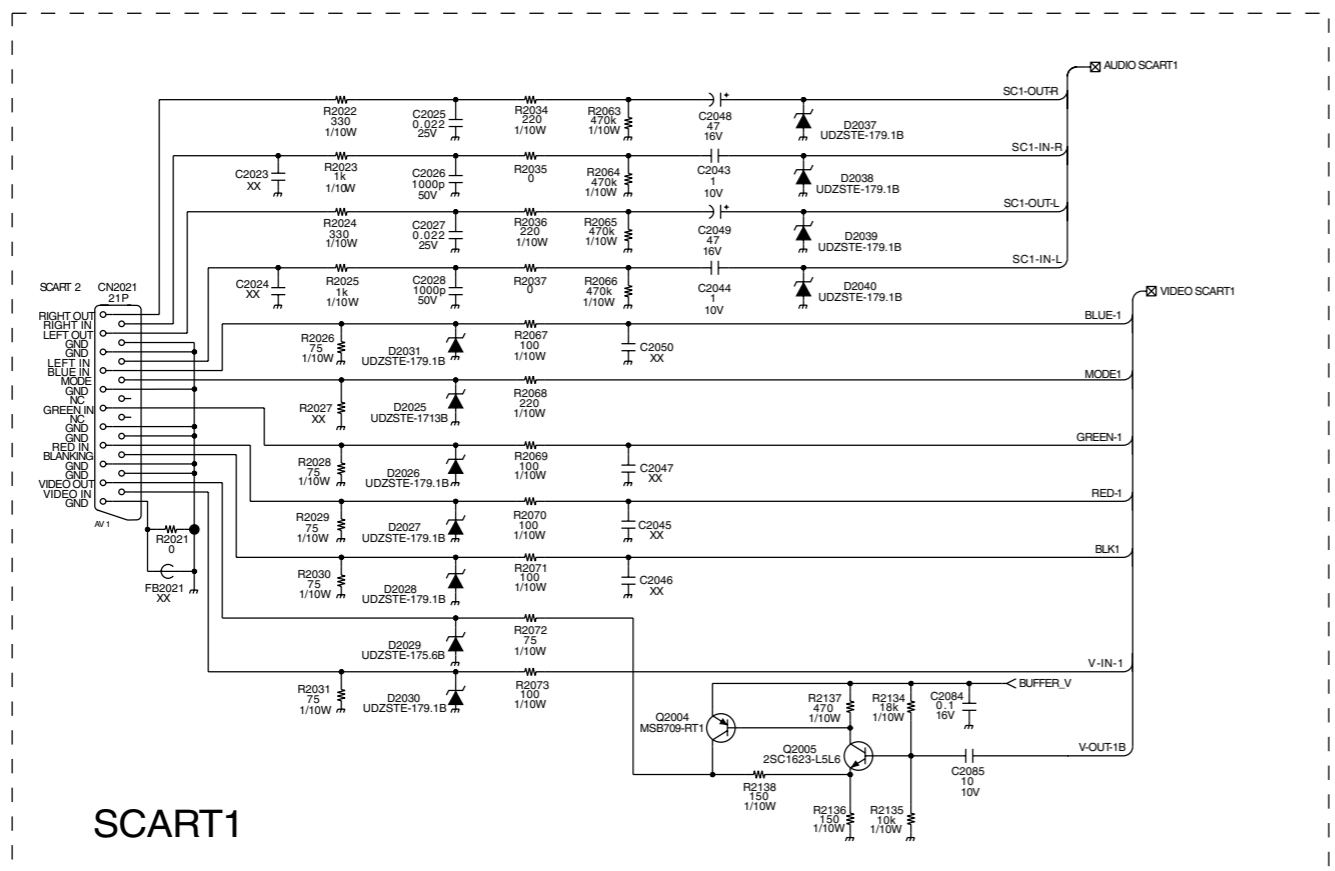 AUDIO SCART1
SC1-OUT-R
R2022
330
1/10W
C2025
0.022
25V
R2034
220
1/10W
R2063
470k
1/10W
+
C2048
47
16V
D2037
UDZSTE-179.1B
SC1-IN-R
C2023
XX
R2023
1k
1/10W
C2026
1000p
50V
R2035
0
R2064
470k
1/10W
C2043
1
10V
D2038
UDZSTE-179.1B
SC1-OUT-L
R2024
330
1/10W
C2027
0.022
25V
R2036
220
1/10W
R2065
470k
1/10W
+
C2049
47
16V
D2039
UDZSTE-179.1B
SC1-IN-L
C2024
XX
R2025
1k
1/10W
C2028
1000p
50V
R2037
0
R2066
470k
1/10W
C2044
1
10V
D2040
UDZSTE-179.1B
SCART 2
CN2021
21P
RIGHT OUT
RIGHT IN
LEFT OUT
GND
GND
LEFT IN
BLUE IN
MODE
GND
NC
GREEN IN
NC
GND
GND
RED IN
BLANKING
GND
GND
VIDEO OUT
VIDEO IN
GND
AV 1
R2021
0
FB2021
XX
VIDEO SCART1
BLUE-1
R2026
75
1/10W
D2031
UDZSTE-179.1B
R2067
100
1/10W
C2050
XX
MODE1
R2027
XX
D2025
UDZSTE-1713B
R2068
220
1/10W
GREEN-1
R2028
75
1/10W
D2026
UDZSTE-179.1B
R2069
100
1/10W
C2047
XX
RED-1
R2029
75
1/10W
D2027
UDZSTE-179.1B
R2070
100
1/10W
C2045
XX
BLK1
R2030
75
1/10W
D2028
UDZSTE-179.1B
R2071
100
1/10W
C2046
XX
D2029
UDZSTE-175.6B
R2072
75
1/10W
V-IN-1
R2031
75
1/10W
D2030
UDZSTE-179.1B
R2073
100
1/10W
BUFFER_V
Q2004
MSB709-RT1
R2137
470
1/10W
R2134
18k
1/10W
C2084
0.1
16V
Q2005
2SC1623-L5L6
V-OUT-1B
C2085
10
10V
R2138
150
1/10W
R2136
150
1/10W
R2135
10k
1/10W
SCART1